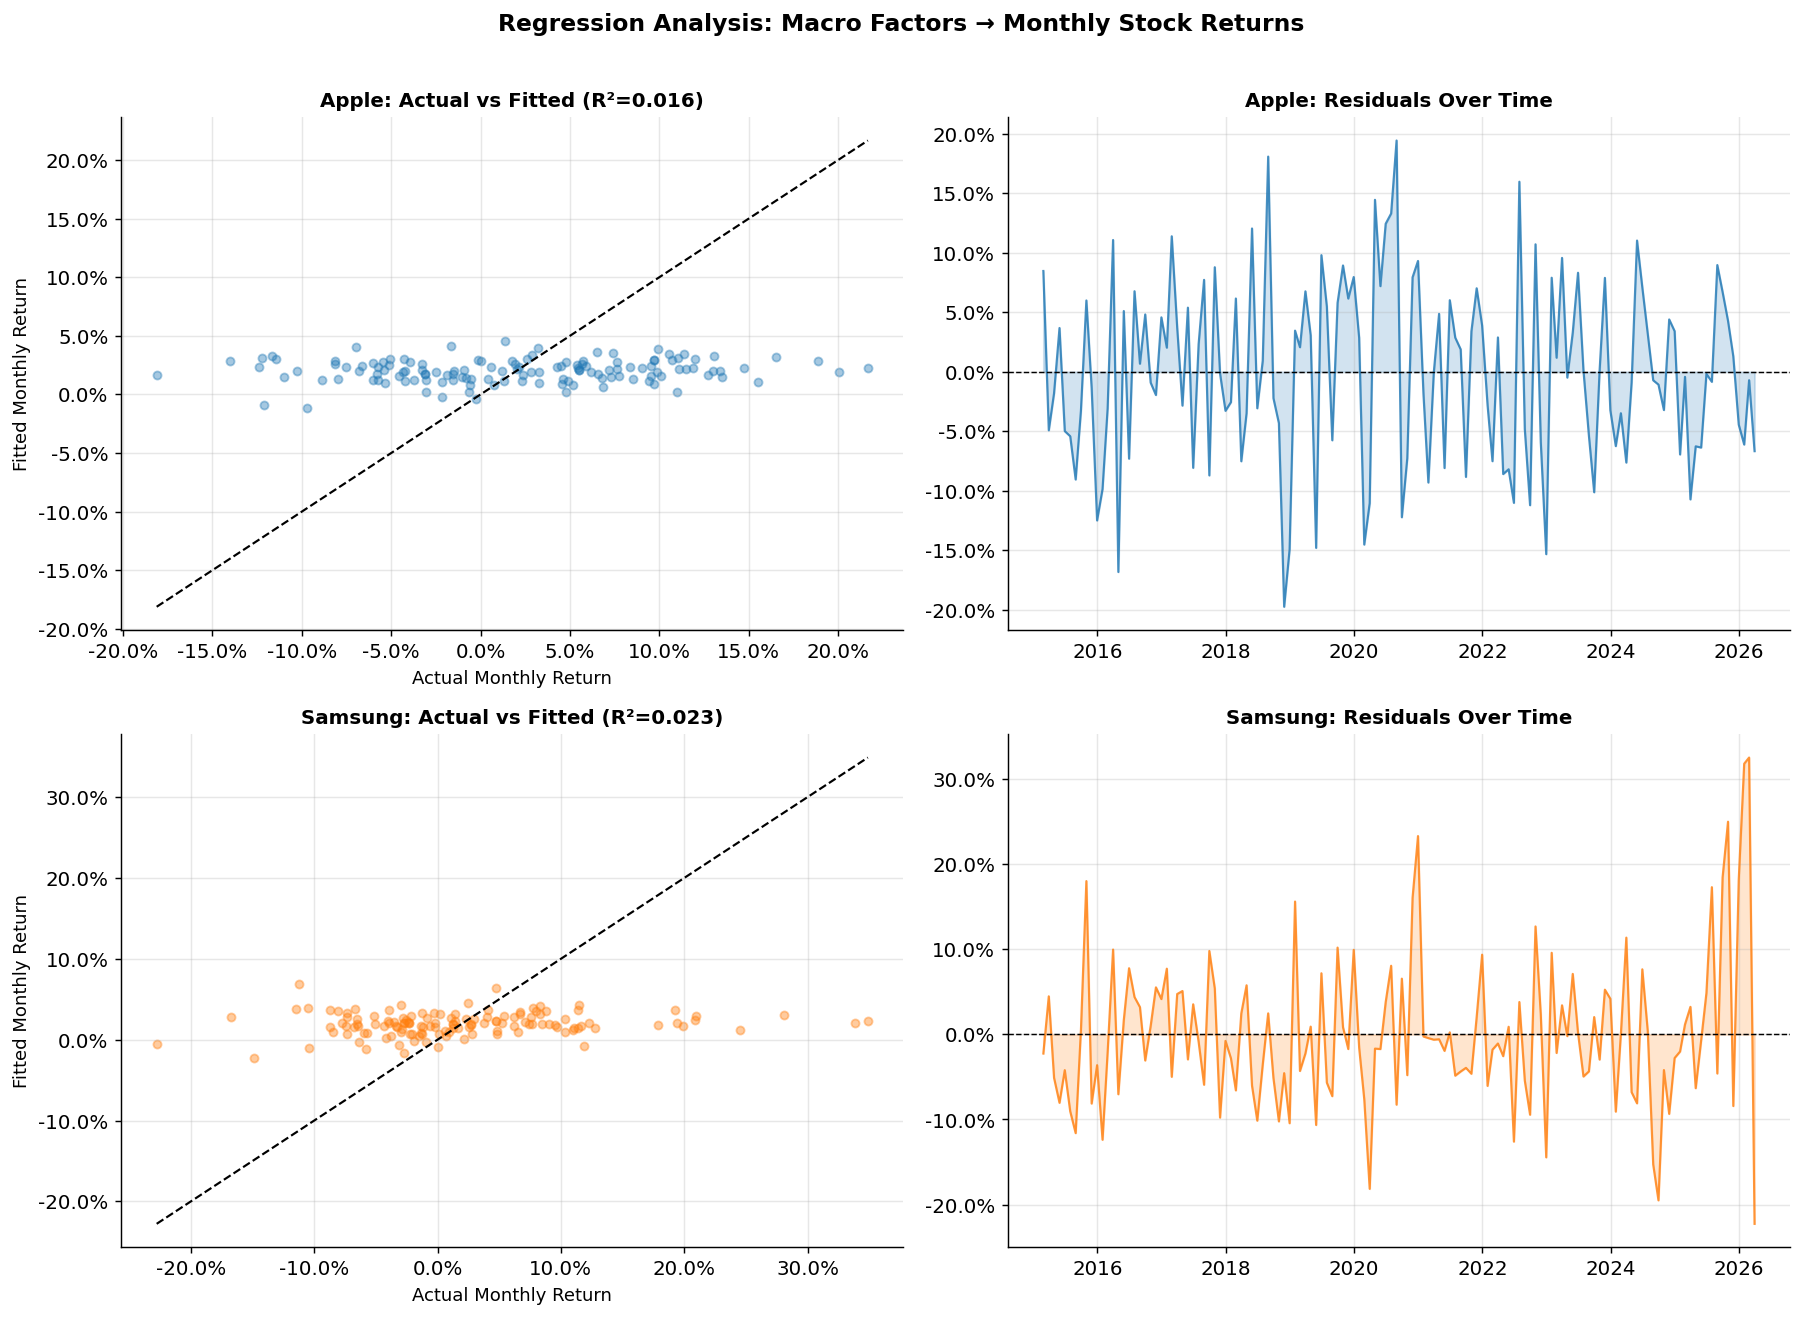 Regression Analysis: Macro Factors → Monthly Stock Returns
Apple: Actual vs Fitted (R²=0.016)
20.0%
15.0%
10.0%
5.0%
0.0%
-5.0%
-10.0%
-15.0%
-20.0%
Fitted Monthly Return
-20.0% -15.0% -10.0% -5.0% 0.0% 5.0% 10.0% 15.0% 20.0%
Actual Monthly Return
Apple: Residuals Over Time
20.0%
15.0%
10.0%
5.0%
0.0%
-5.0%
-10.0%
-15.0%
-20.0%
2016 2018 2020 2022 2024 2026
Samsung: Actual vs Fitted (R²=0.023)
30.0%
20.0%
10.0%
0.0%
-10.0%
-20.0%
Fitted Monthly Return
-20.0% -10.0% 0.0% 10.0% 20.0% 30.0%
Actual Monthly Return
Samsung: Residuals Over Time
30.0%
20.0%
10.0%
0.0%
-10.0%
-20.0%
2016 2018 2020 2022 2024 2026